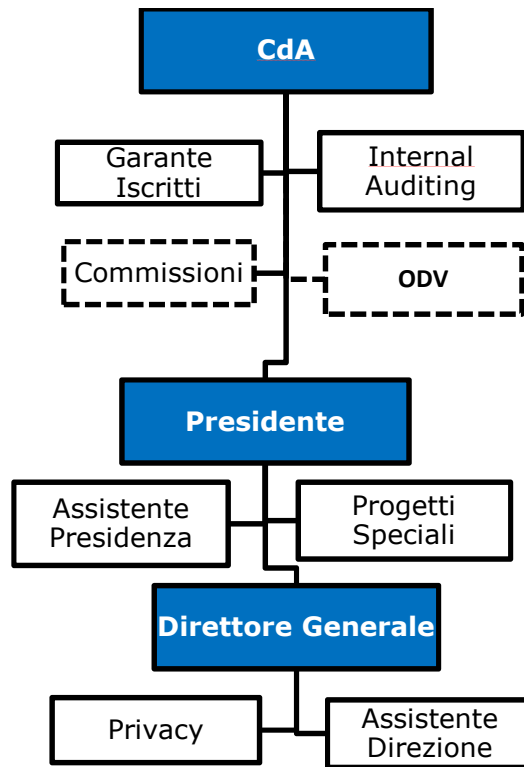 CdA
Garante
Iscritti
Internal
Auditing
Commissioni
ODV
Presidente
Assistente
Presidenza
Progetti
Speciali
Direttore Generale
Privacy
Assistente
Direzione